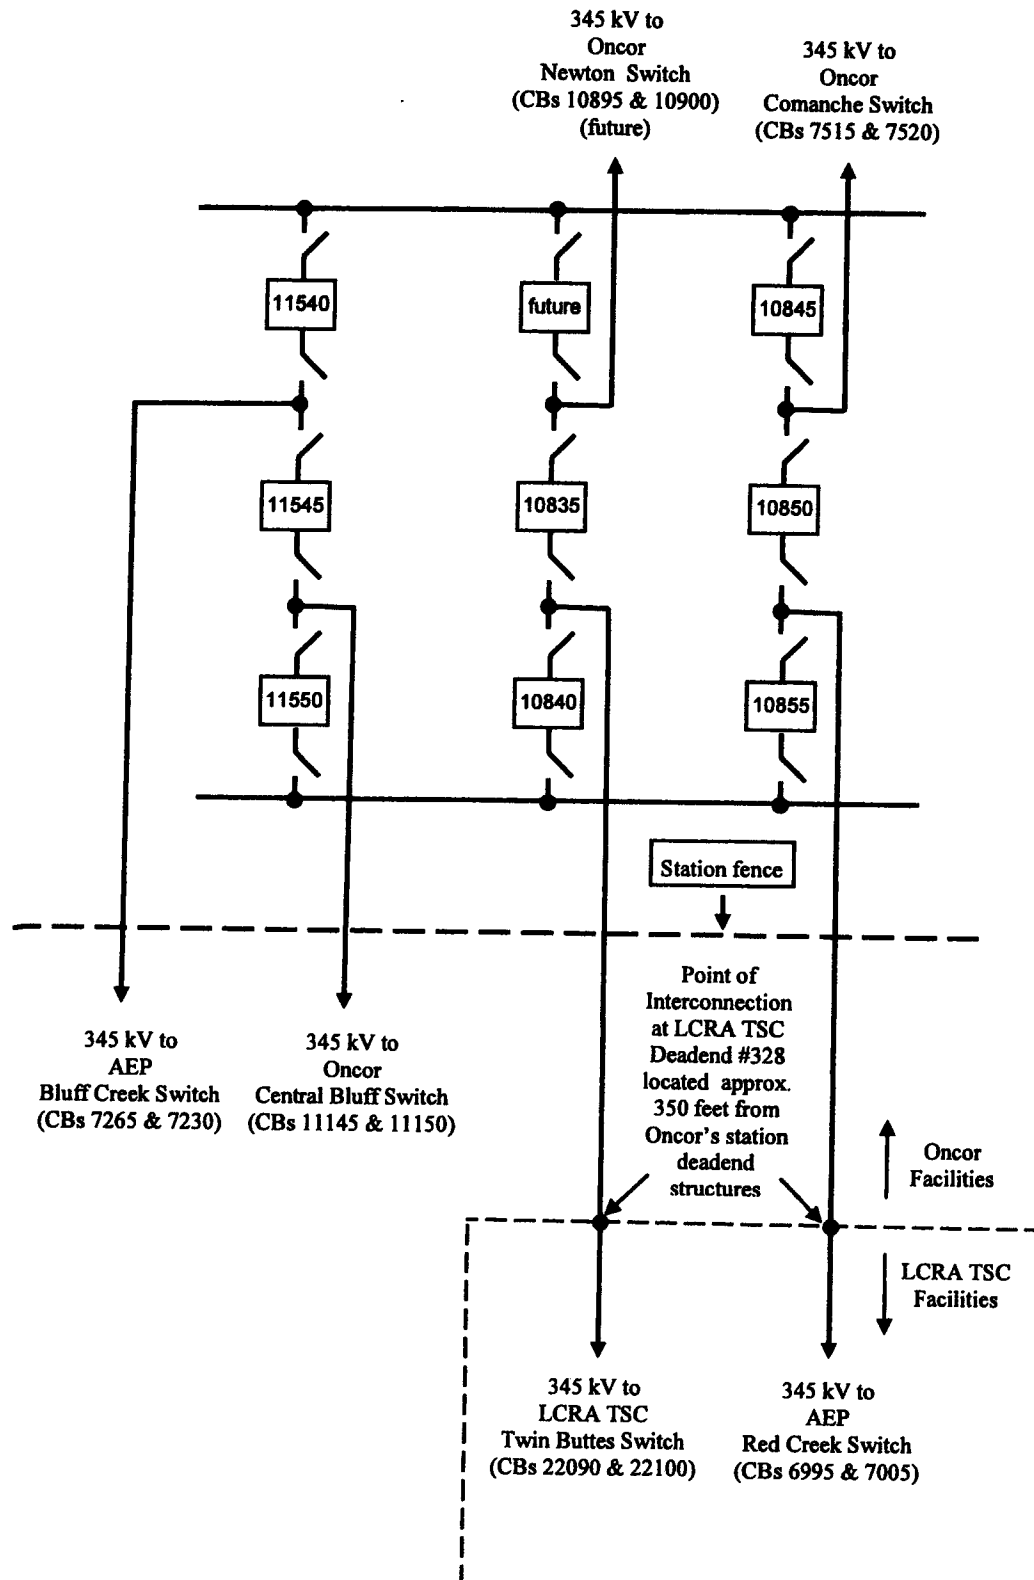 345 kV to
Oncor
Newton Switch
(CBs 10895 & 10900)
(future)
345 kV to
Oncor
Comanche Switch
(CBs 7515 & 7520)
11540
future
10845
11545
10835
10850
11550
10840
10855
Station fence
Point of
Interconnection
at LCRA TSC
Deadend #328
located approx.
350 feet from
Oncor's station
deadend
structures
345 kV to
AEP
Bluff Creek Switch
(CBs 7265 & 7230)
345 kV to
Oncor
Central Bluff Switch
(CBs 11145 & 11150)
Oncor
Facilities
LCRA TSC
Facilities
345 kV to
LCRA TSC
Twin Buttes Switch
(CBs 22090 & 22100)
345 kV to
AEP
Red Creek Switch
(CBs 6995 & 7005)